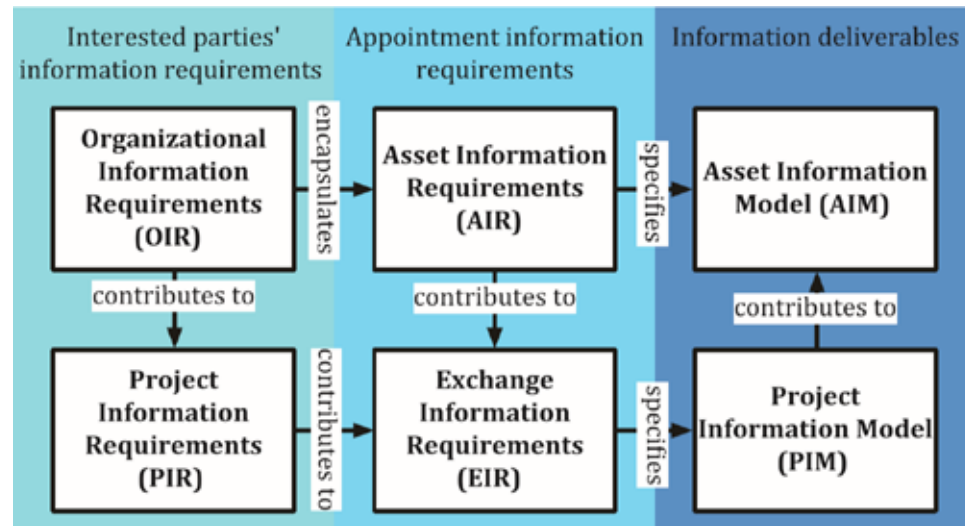 Interested parties'
information requirements
Appointment information
requirements
Information deliverables
Organizational
Information
Requirements
(OIR)
encapsulates
Asset Information
Requirements
(AIR)
specifies
Asset Information
Model (AIM)
contributes to
contributes to
contributes to
Project
Information
Requirements
(PIR)
contributes to
Exchange
Information
Requirements
(EIR)
specifies
Project
Information Model
(PIM)